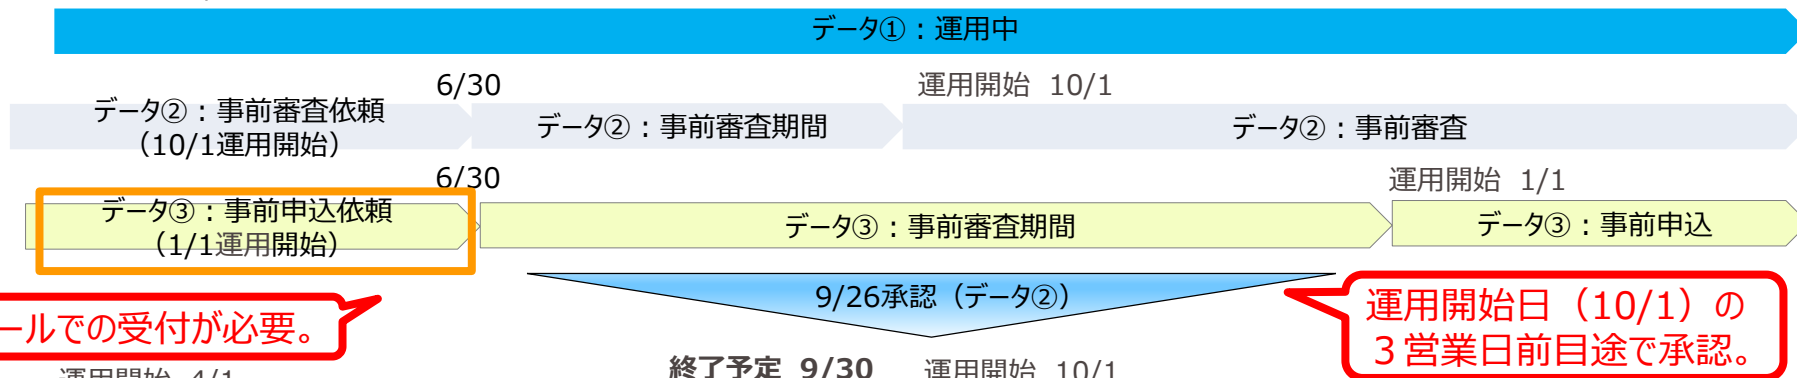 データ①：運用中
6/30
運用開始 10/1
データ②：事前審査依頼
（10/1運用開始）
データ②：事前審査期間
データ②：事前審査
6/30
運用開始 1/1
データ③：事前申込依頼
（1/1運用開始）
データ③：事前審査期間
データ③：事前申込
9/26承認（データ②）
ールでの受付が必要。
運用開始日（10/1）の
３営業日前目途で承認。
運用開始 4/1
終了予定 9/30
運用開始 10/1